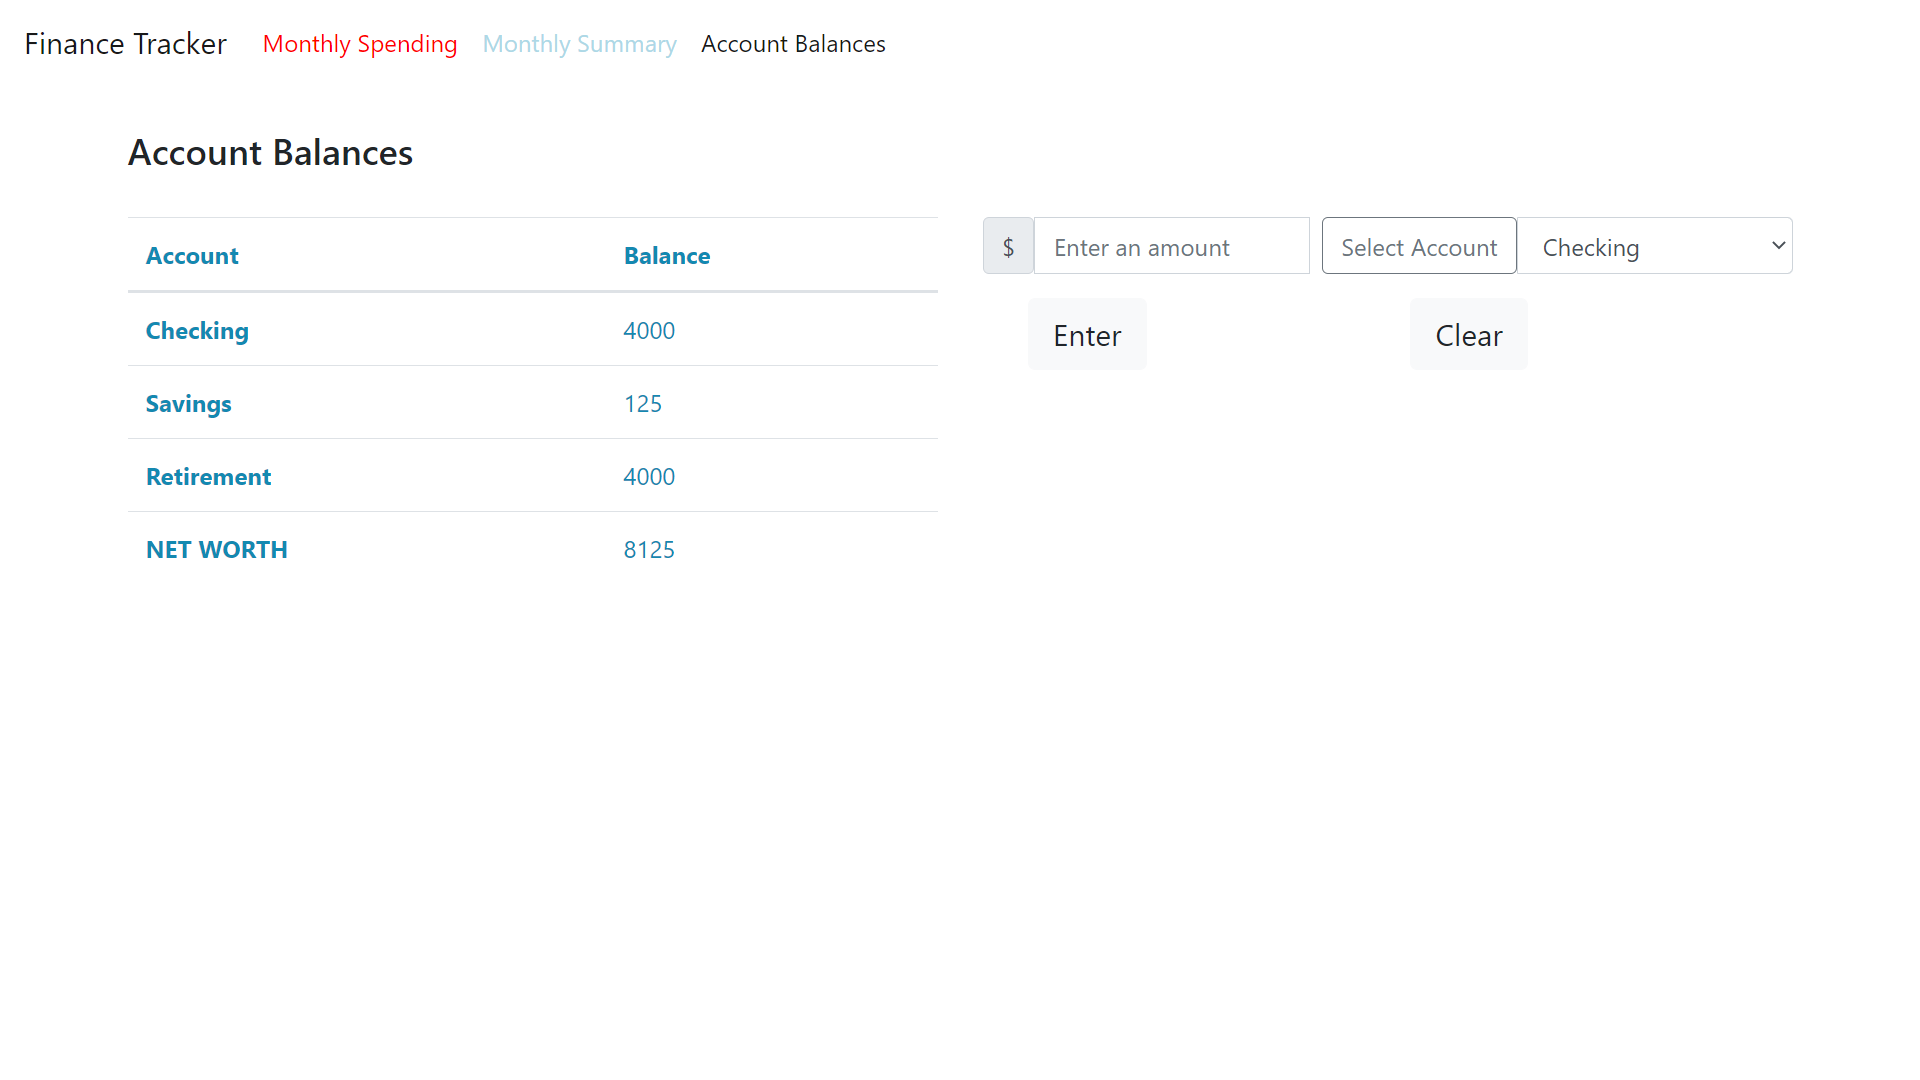 Finance Tracker Monthly Spending Monthly Summary Account Balances
Account Balances
Account Balance
Checking 4000
Savings 125
Retirement 4000
NET WORTH 8125
$ Enter an amount Select Account Checking
Enter Clear